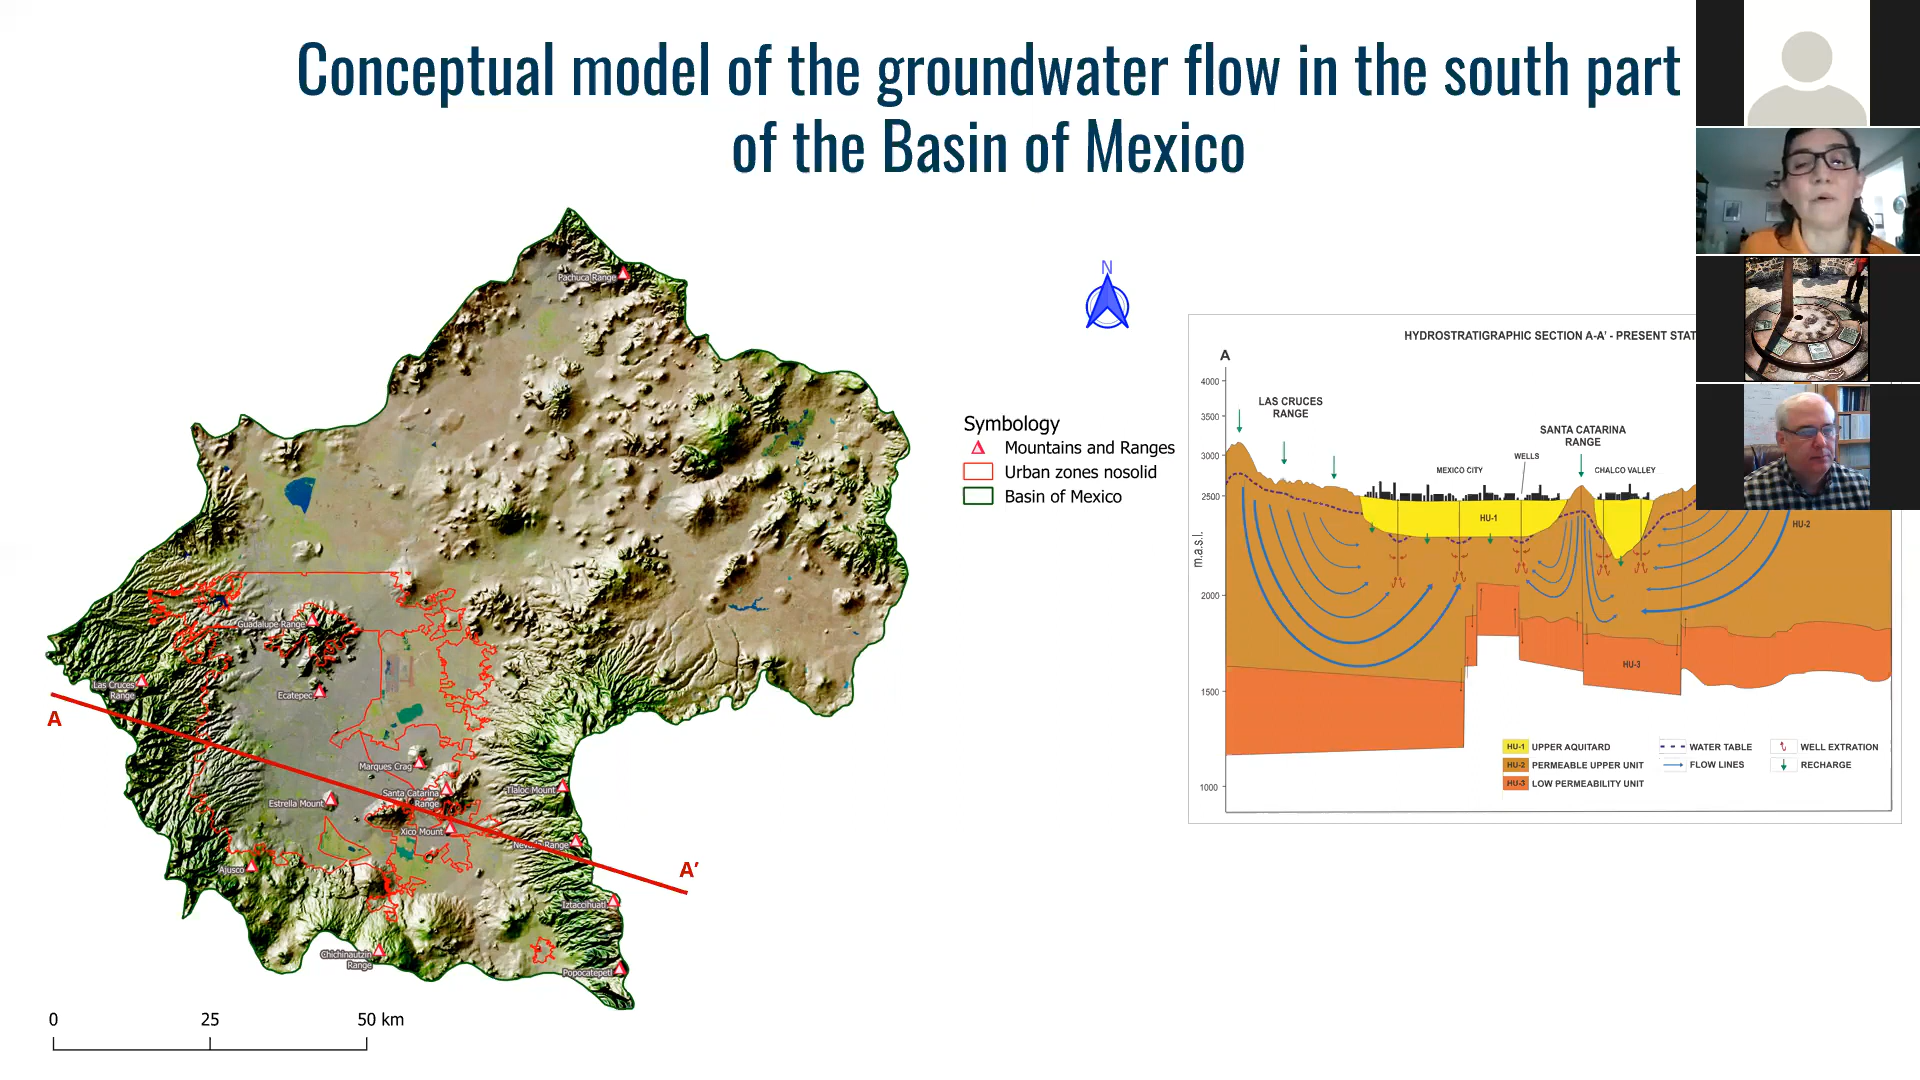 Conceptual model of the groundwater flow in the south part
of the Basin of Mexico
Pachuca Range
Guadalupe Range
Las Cruces
Range
Ecatepec
A
Marques Crag
Santa Catarina
Range
Tlaloc Mount
Estrella Mount
Xico Mount
Nevada Range
Ajusco
A’
Iztaccihuatl
Chichinautzin
Range
Popocatepetl
0 25 50 km
N
Symbology
Mountains and Ranges
Urban zones nosolid
Basin of Mexico
HYDROSTRATIGRAPHIC SECTION A-A' - PRESENT STAT
A
4000
3500
3000
2500
2000
1500
1000
m.a.s.l.
LAS CRUCES
RANGE
SANTA CATARINA
RANGE
WELLS
MEXICO CITY
CHALCO VALLEY
HU-1
HU-2
HU-3
HU-1 UPPER AQUITARD
HU-2 PERMEABLE UPPER UNIT
HU-3 LOW PERMEABILITY UNIT
WATER TABLE
FLOW LINES
WELL EXTRATION
RECHARGE